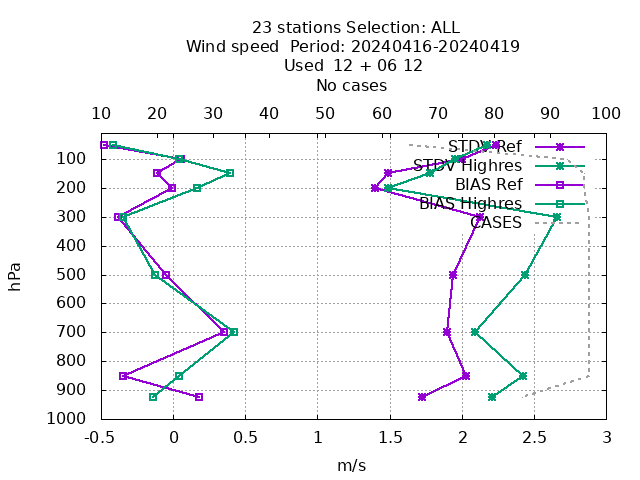 23 stations Selection: ALL
Wind speed  Period: 20240416-20240419
Used  12 + 06 12
No cases
10 20 30 40 50 60 70 80 90 100
STDV Ref
STDV Highres
BIAS Ref
BIAS Highres
CASES
hPa
100
200
300
400
500
600
700
800
900
1000
-0.5 0 0.5 1 1.5 2 2.5 3
m/s